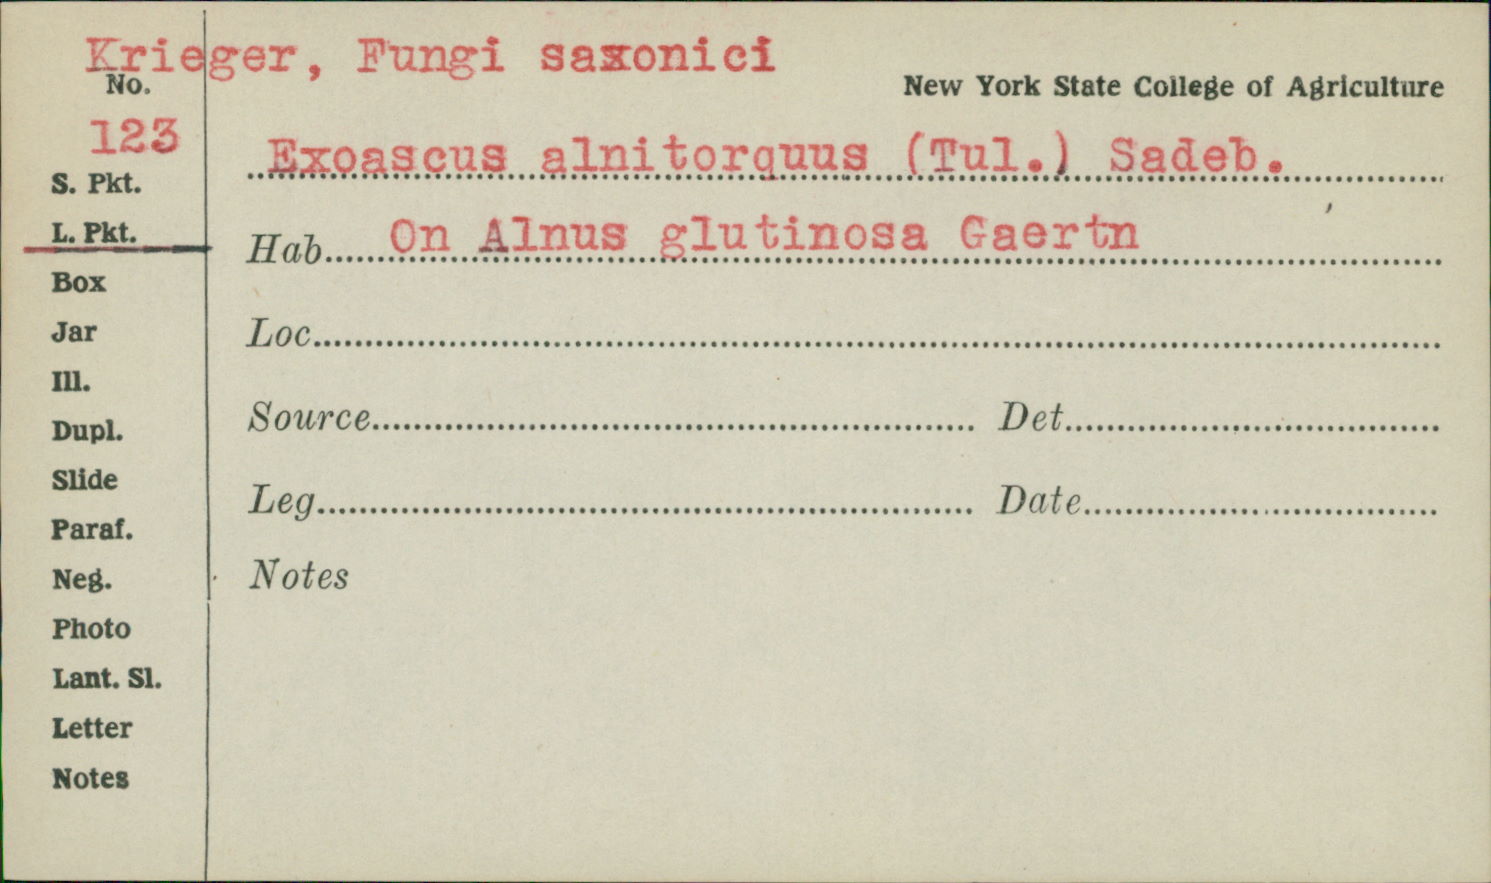 Krieger, Fungi saxonici
No.
New York State College of Agriculture
123
Exoascus alnitorquus (Tul.) Sadeb.
S. Pkt.
L. Pkt.
Hab. On Alnus glutinosa Gaertn
Box
Jar
Loc.
Ill.
Dupl.
Source Det.
Slide
Leg. Date
Paraf.
Neg.
Notes
Photo
Lant. Sl.
Letter
Notes